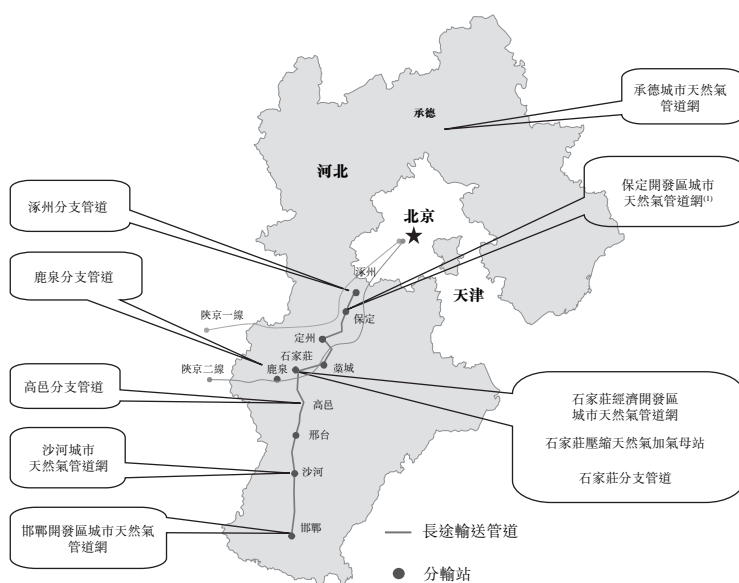 承德城市天然氣
管道網
承德
河北
保定開發區城市
天然氣管道網(1)
涿州分支管道
北京
鹿泉分支管道
涿州
天津
陝京一線
保定
定州
石家莊
陝京二線
鹿泉
藁城
高邑分支管道
高邑
石家莊經濟開發區
城市天然氣管道網
石家莊壓縮天然氣加氣母站
石家莊分支管道
邢台
沙河城市
天然氣管道網
沙河
邯鄲開發區城市天然氣
管道網
邯鄲
長途輸送管道
分輸站